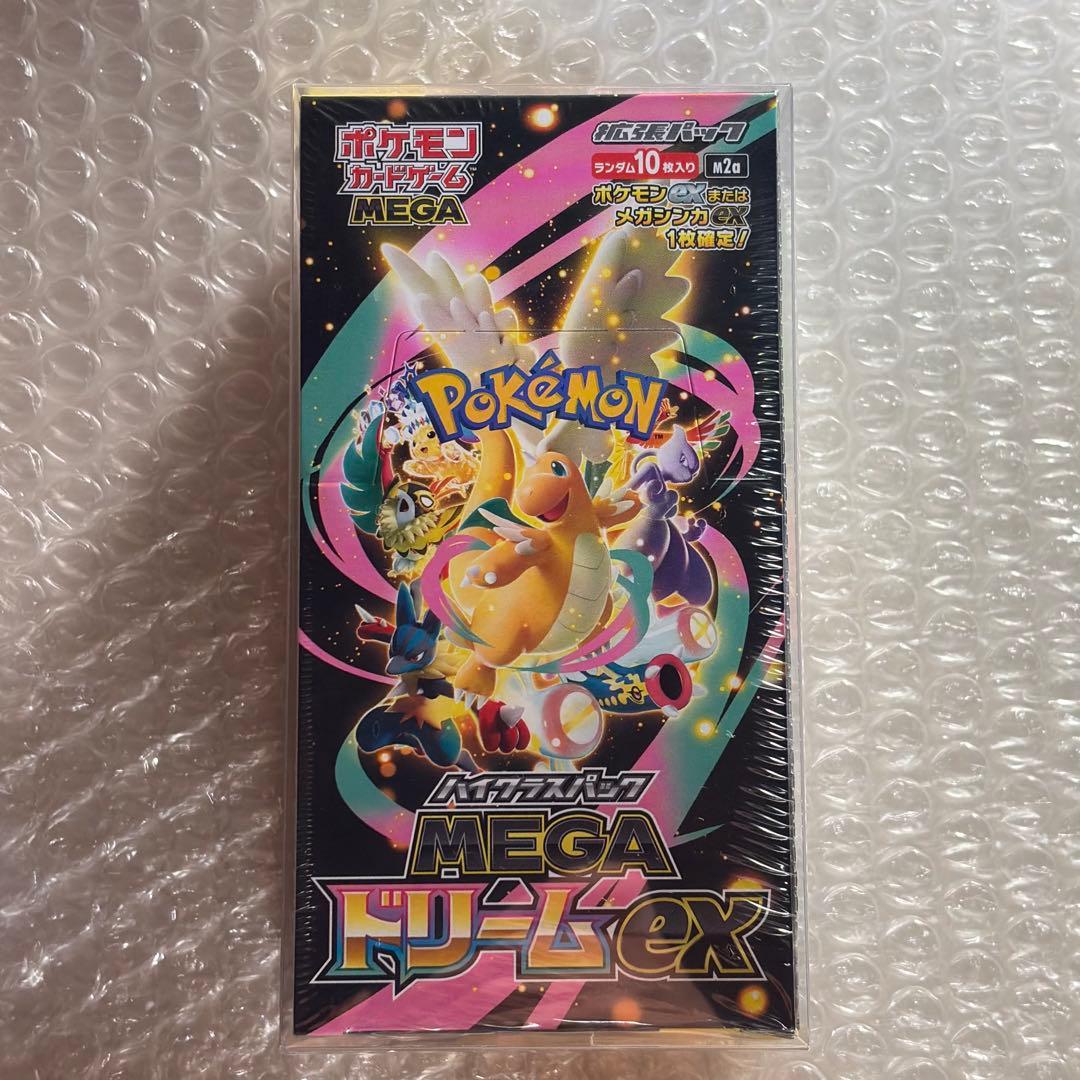 ポケモン
カードゲーム™
MEGA
拡張パック
ランダム10枚入り M2a
ポケモンexまたは
メガシンカex
1枚確定!
POKéMON™
ハイクラスパック
MEGA
ドリームex